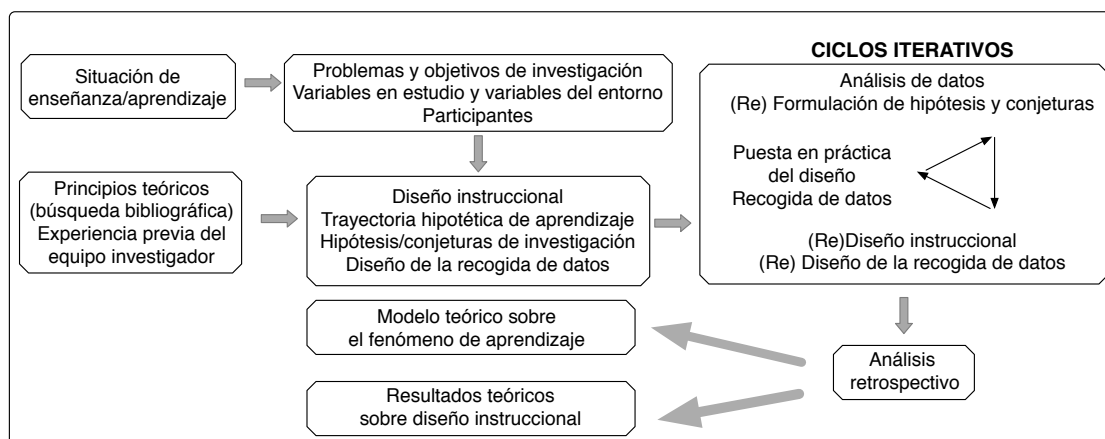 Situación de
enseñanza/aprendizaje
Problemas y objetivos de investigación
Variables en estudio y variables del entorno
Participantes
Principios teóricos
(búsqueda bibliográfica)
Experiencia previa del
equipo investigador
Diseño instruccional
Trayectoria hipotética de aprendizaje
Hipótesis/conjeturas de investigación
Diseño de la recogida de datos
CICLOS ITERATIVOS
Análisis de datos
(Re) Formulación de hipótesis y conjeturas
Puesta en práctica
del diseño
Recogida de datos
(Re)Diseño instruccional
(Re) Diseño de la recogida de datos
Análisis
retrospectivo
Modelo teórico sobre
el fenómeno de aprendizaje
Resultados teóricos
sobre diseño instruccional